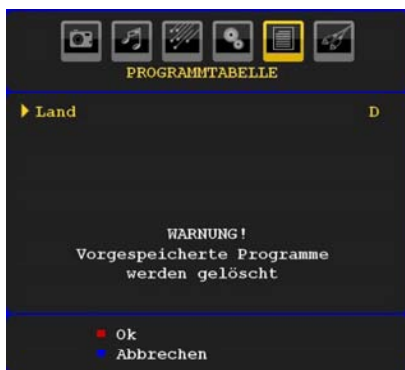 PROGRAMMTABELLE
Land D
WARNUNG!
Vorgespeicherte Programme
werden gelöscht
Ok
Abbrechen